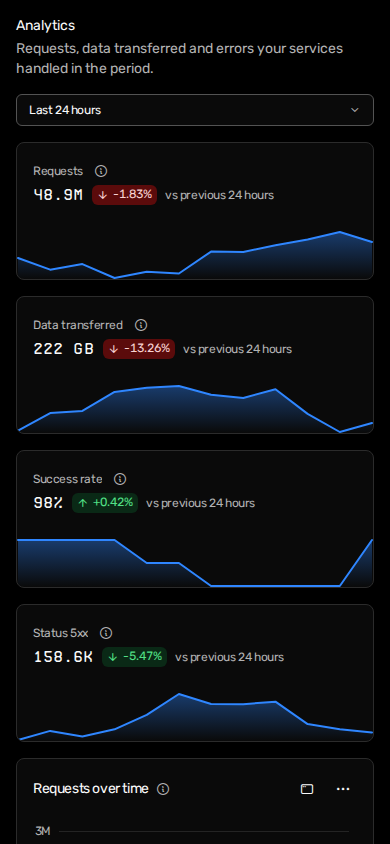 Analytics
Requests, data transferred and errors your services
handled in the period.
Last 24 hours
Requests
48.9M -1.83% vs previous 24 hours
Data transferred
222 GB -13.26% vs previous 24 hours
Success rate
98% +0.42% vs previous 24 hours
Status 5xx
158.6K -5.47% vs previous 24 hours
Requests over time
3M